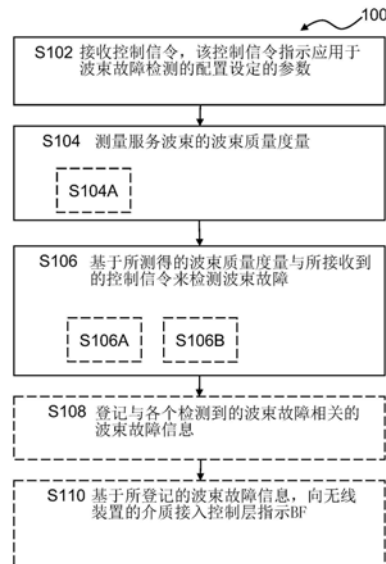 100
S102 接收控制信令，该控制信令指示应用于
波束故障检测的配置设定的参数
S104 测量服务波束的波束质量度量
S104A
S106 基于所测得的波束质量度量与所接收到
的控制信令来检测波束故障
S106A
S106B
S108 登记与各个检测到的波束故障相关的
波束故障信息
S110 基于所登记的波束故障信息，向无线
装置的介质接入控制层指示BF